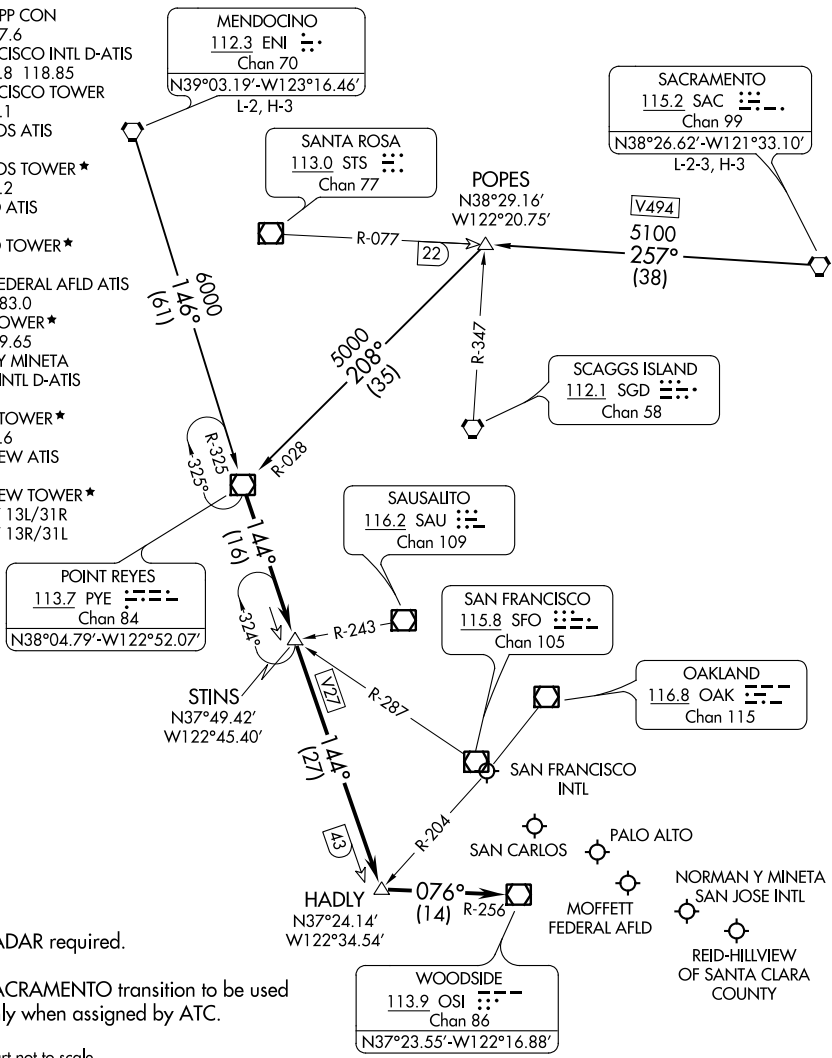 PP CON
7.6
CISCO INTL D-ATIS
.8 118.85
CISCO TOWER
.1
OS ATIS
OS TOWER★
.2
O ATIS
O TOWER★
EDERAL AFLD ATIS
83.0
OWER★
9.65
Y MINETA
INTL D-ATIS
TOWER★
.6
EW ATIS
EW TOWER★
13L/31R
13R/31L
MENDOCINO
112.3 ENI
Chan 70
N39°03.19'-W123°16.46'
L-2, H-3
SACRAMENTO
115.2 SAC
Chan 99
N38°26.62'-W121°33.10'
L-2-3, H-3
SANTA ROSA
113.0 STS
Chan 77
POPES
N38°29.16'
W122°20.75'
V494
5100
257°
(38)
R-077
22
6000
146°
(61)
5000
208°
(35)
R-347
SCAGGS ISLAND
112.1 SGD
Chan 58
R-325
325°
R-028
SAUSALITO
116.2 SAU
Chan 109
144°
(16)
POINT REYES
113.7 PYE
Chan 84
N38°04.79'-W122°52.07'
SAN FRANCISCO
115.8 SFO
Chan 105
R-243
324°
OAKLAND
116.8 OAK
Chan 115
STINS
N37°49.42'
W122°45.40'
V27
R-287
144°
(27)
SAN FRANCISCO
INTL
R-204
43
SAN CARLOS
PALO ALTO
HADLY
N37°24.14'
W122°34.54'
076°
(14)
R-256
MOFFETT
FEDERAL AFLD
NORMAN Y MINETA
SAN JOSE INTL
REID-HILLVIEW
OF SANTA CLARA
COUNTY
WOODSIDE
113.9 OSI
Chan 86
N37°23.55'-W122°16.88'
ADAR required.
ACRAMENTO transition to be used
ly when assigned by ATC.
rt not to scale